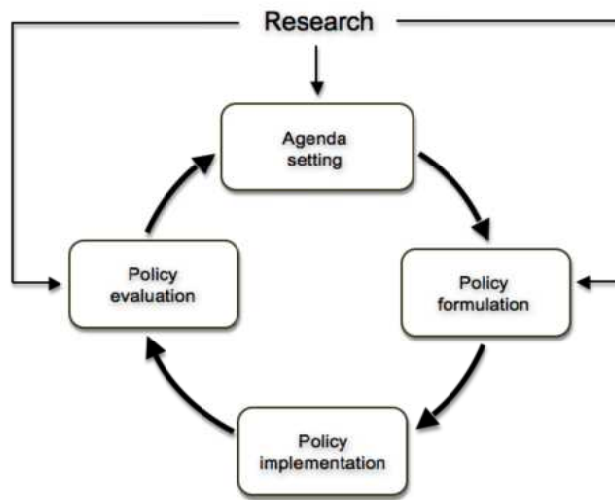 Research
Agenda
setting
Policy
evaluation
Policy
formulation
Policy
implementation